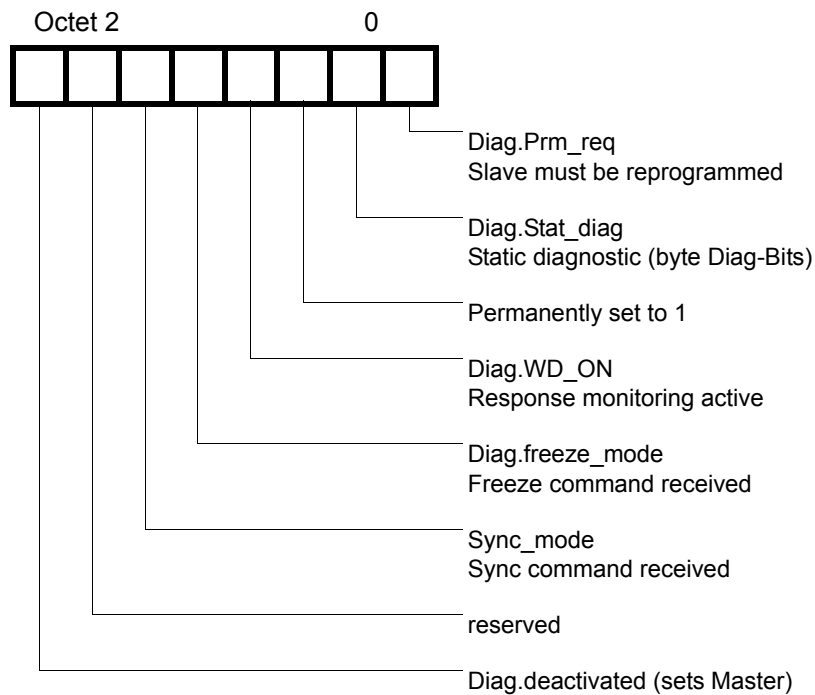 Octet 2 0
Diag.Prm_req
Slave must be reprogrammed
Diag.Stat_diag
Static diagnostic (byte Diag-Bits)
Permanently set to 1
Diag.WD_ON
Response monitoring active
Diag.freeze_mode
Freeze command received
Sync_mode
Sync command received
reserved
Diag.deactivated (sets Master)